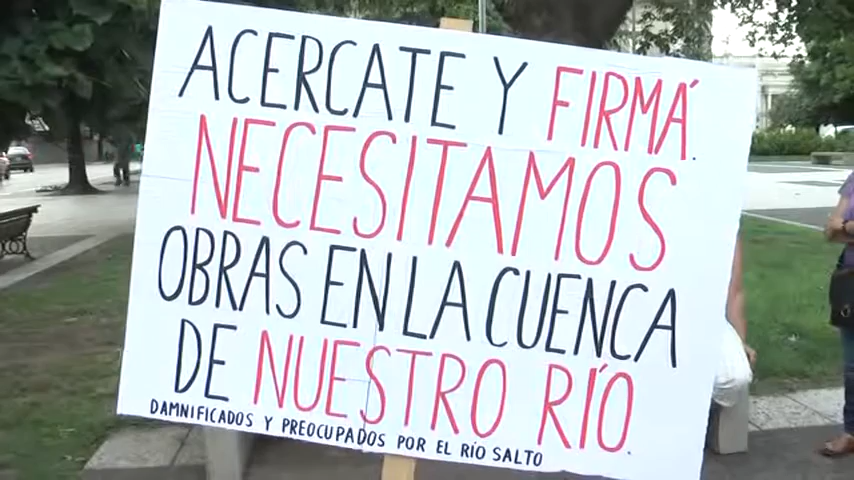 ACERCATE Y FIRMÁ.
NECESITAMOS
OBRAS EN LA CUENCA
DE NUESTRO RÍO.
DAMNIFICADOS Y PREOCUPADOS POR EL RÍO SALTO